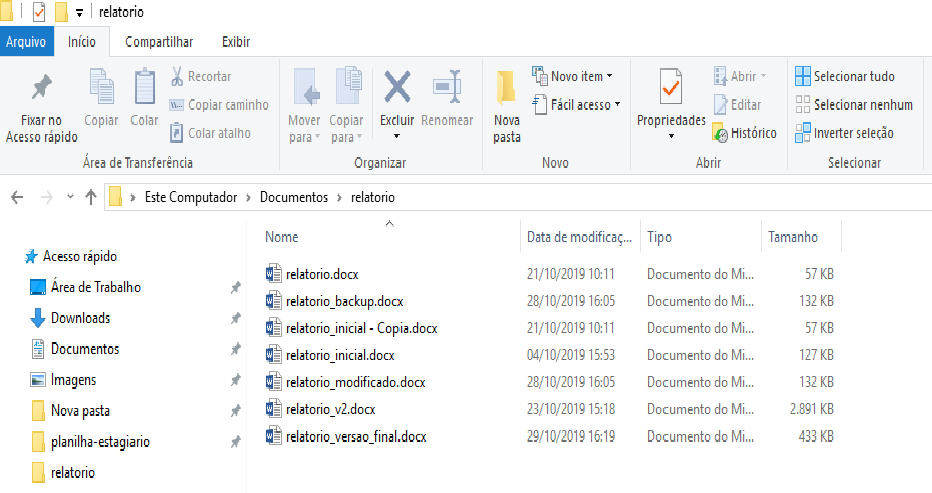 relatorio
Arquivo Início Compartilhar Exibir
Fixar no
Acesso rápido
Copiar
Colar
Recortar
Copiar caminho
Colar atalho
Área de Transferência
Mover
para
Copiar
para
Excluir
Renomear
Organizar
Nova
pasta
Novo item
Fácil acesso
Novo
Propriedades
Abrir
Editar
Histórico
Abrir
Selecionar tudo
Selecionar nenhum
Inverter seleção
Selecionar
Este Computador > Documentos > relatorio
Acesso rápido
Área de Trabalho
Downloads
Documentos
Imagens
Nova pasta
planilha-estagiario
relatorio
Nome Data de modificaç... Tipo Tamanho
relatorio.docx 21/10/2019 10:11 Documento do Mi... 57 KB
relatorio_backup.docx 28/10/2019 16:05 Documento do Mi... 132 KB
relatorio_inicial - Copia.docx 21/10/2019 10:11 Documento do Mi... 57 KB
relatorio_inicial.docx 04/10/2019 15:53 Documento do Mi... 127 KB
relatorio_modificado.docx 28/10/2019 16:05 Documento do Mi... 132 KB
relatorio_v2.docx 23/10/2019 15:18 Documento do Mi... 2.891 KB
relatorio_versao_final.docx 29/10/2019 16:19 Documento do Mi... 433 KB